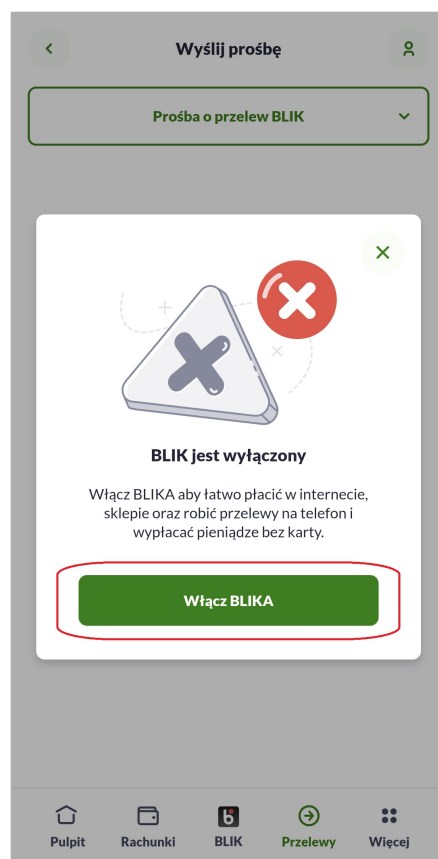 Wyślij prośbę
Prośba o przelew BLIK
BLIK jest wyłączony
Włącz BLIKA aby łatwo płacić w internecie,
sklepie oraz robić przelewy na telefon i
wypłacać pieniądze bez karty.
Włącz BLIKA
Pulpit Rachunki BLIK Przelewy Więcej